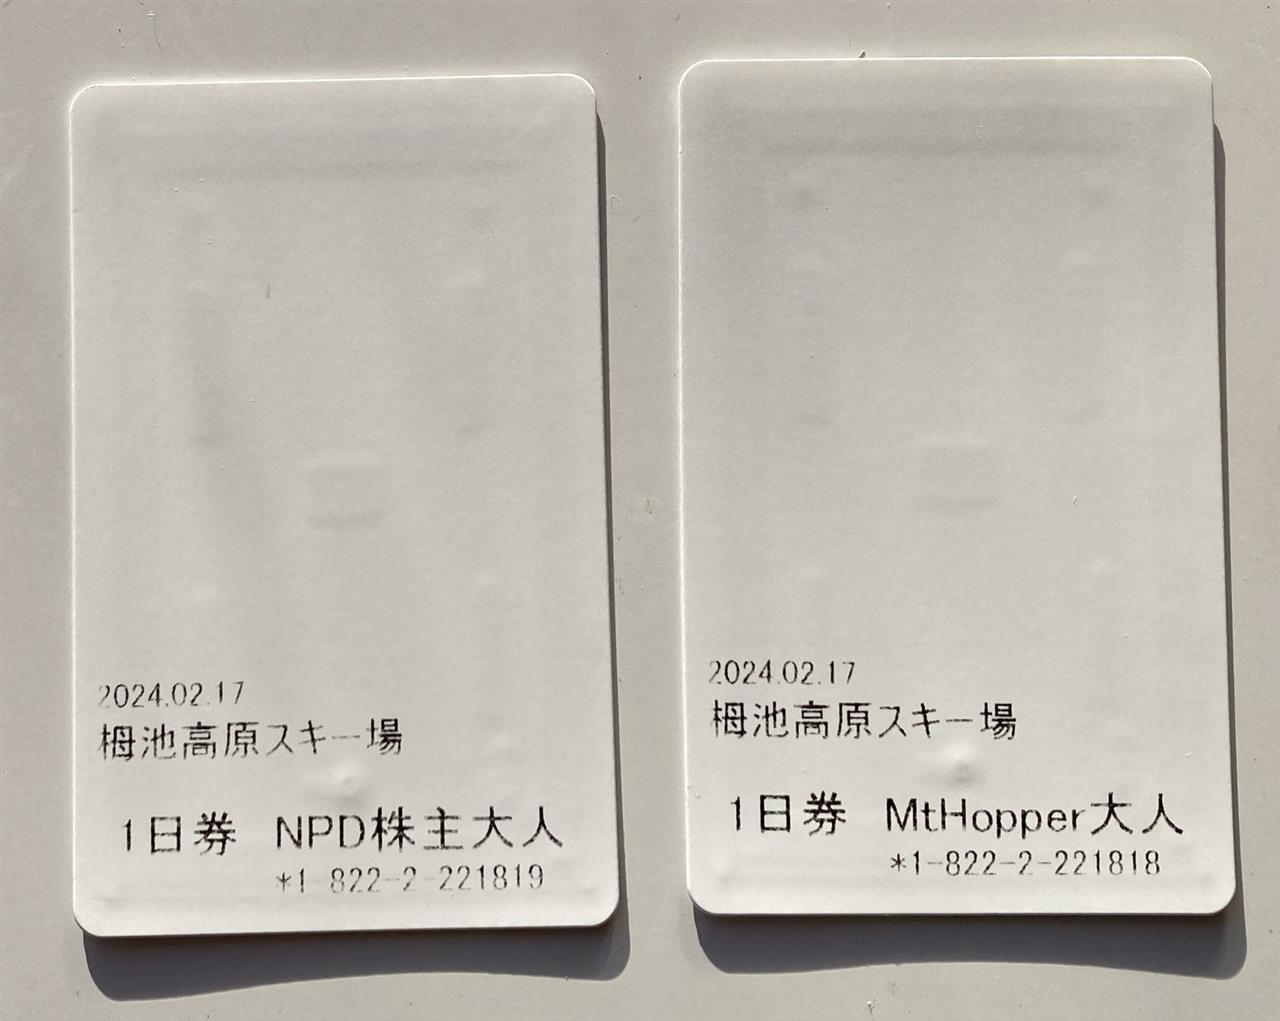 2024.02.17
栂池高原スキー場
1日券 NPD株主大人
*1-822-2-221819
2024.02.17
栂池高原スキー場
1日券 MtHopper大人
*1-822-2-221818